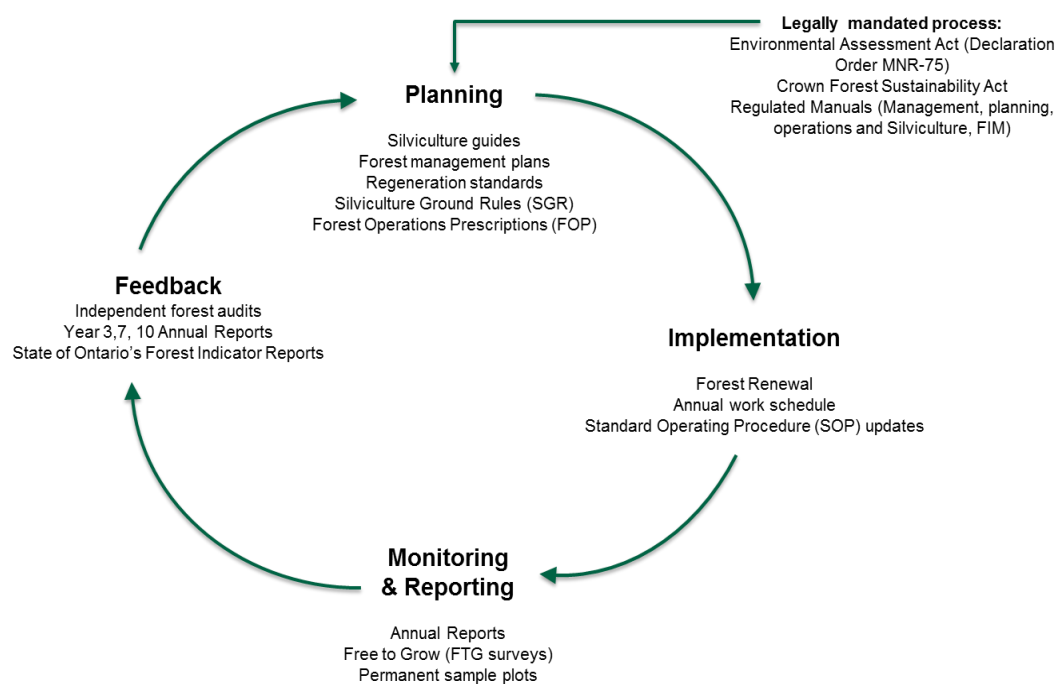 Legally mandated process:
Environmental Assessment Act (Declaration
Order MNR-75)
Crown Forest Sustainability Act
Regulated Manuals (Management, planning,
operations and Silviculture, FIM)
Planning
Silviculture guides
Forest management plans
Regeneration standards
Silviculture Ground Rules (SGR)
Forest Operations Prescriptions (FOP)
Implementation
Forest Renewal
Annual work schedule
Standard Operating Procedure (SOP) updates
Monitoring
& Reporting
Annual Reports
Free to Grow (FTG surveys)
Permanent sample plots
Feedback
Independent forest audits
Year 3,7, 10 Annual Reports
State of Ontario's Forest Indicator Reports